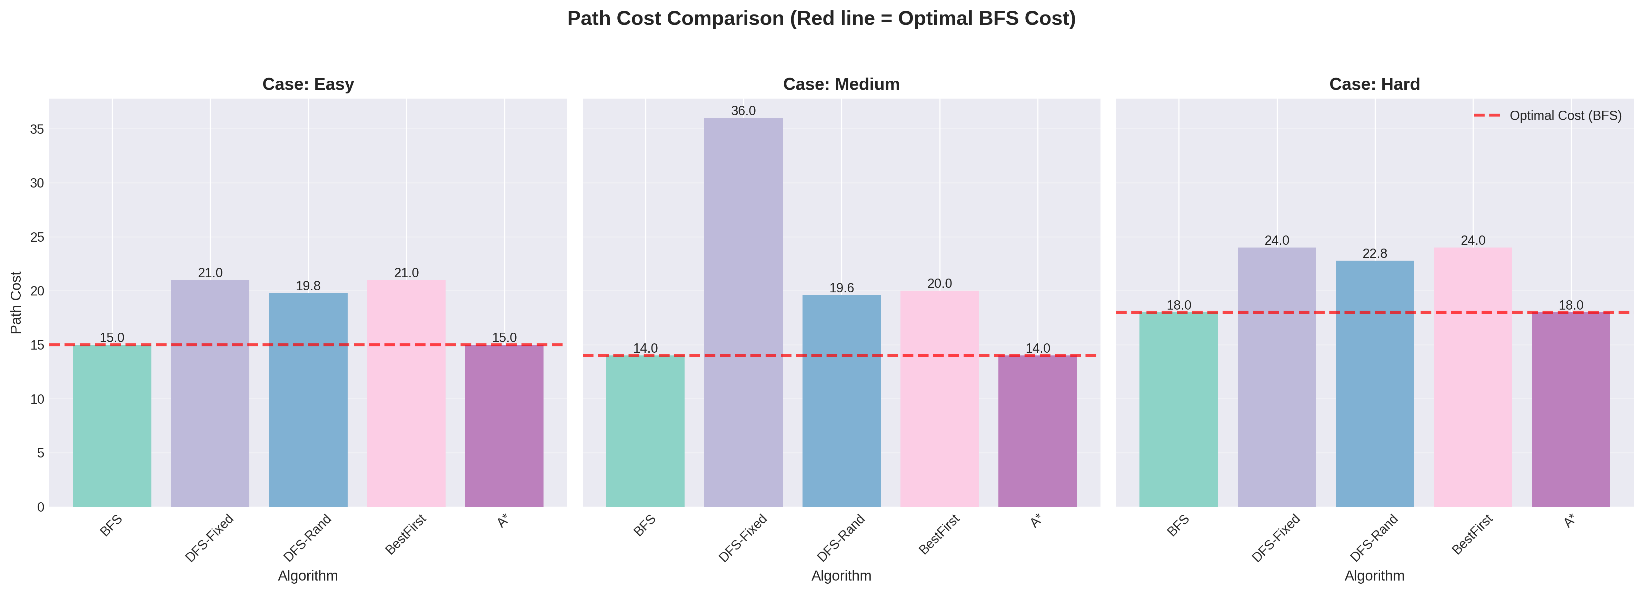 Path Cost Comparison (Red line = Optimal BFS Cost)
Case: Easy
Path Cost
35
30
25
20
15
10
5
0
15.0
21.0
19.8
21.0
15.0
BFS
DFS-Fixed
DFS-Rand
BestFirst
A*
Algorithm
Case: Medium
14.0
36.0
19.6
20.0
14.0
BFS
DFS-Fixed
DFS-Rand
BestFirst
A*
Algorithm
Case: Hard
Optimal Cost (BFS)
18.0
24.0
22.8
24.0
18.0
BFS
DFS-Fixed
DFS-Rand
BestFirst
A*
Algorithm